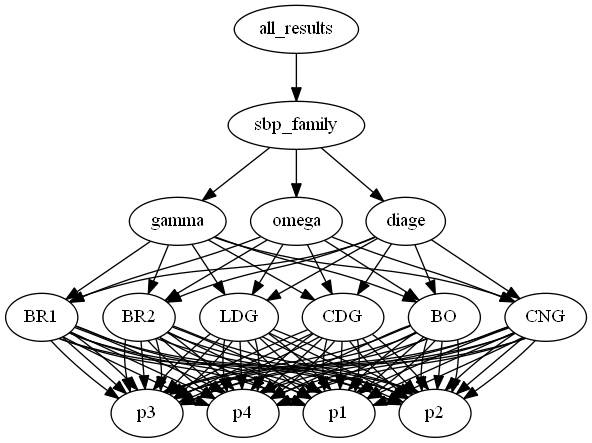 all_results
sbp_family
gamma omega diage
BR1 BR2 LDG CDG BO CNG
p3 p4 p1 p2